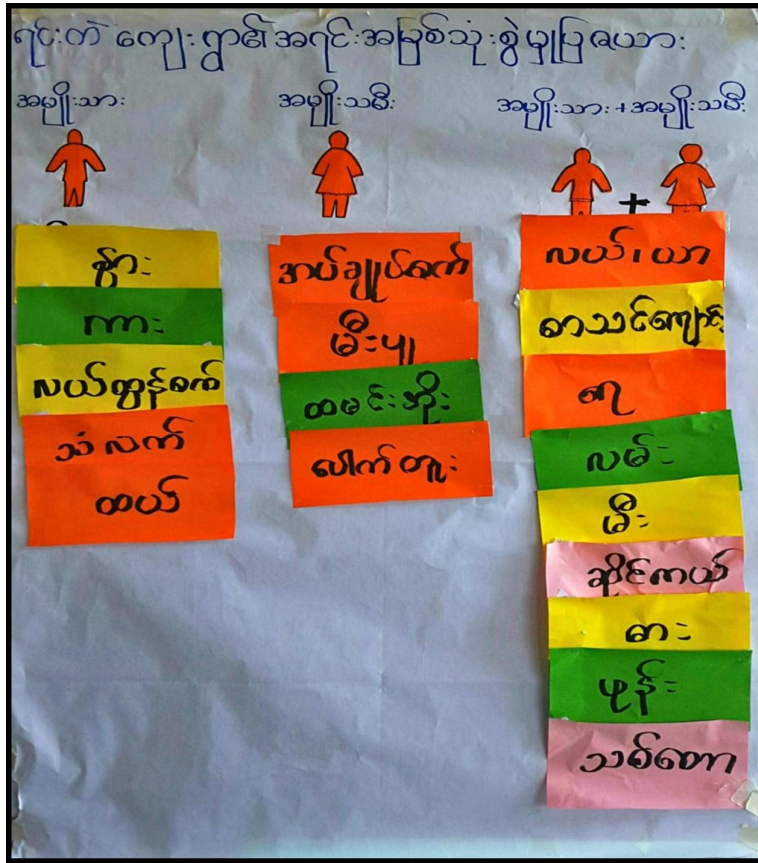 ရင်းကဲ ကျေးရွာ၏ အရင်းအမြစ်သုံးစွဲမှုပြဇယား
အမျိုးသား
အမျိုးသမီး
အမျိုးသား + အမျိုးသမီး
+
နွား
ကား
လယ်ထွန်စက်
သံလက်
ထယ်
အပ်ချုပ်စက်
မီးပူ
ထမင်းအိုး
ပေါက်တူး
လယ်၊ယာ
စာသင်ကျောင်း
ရေ
လမ်း
မီး
ဆိုင်ကယ်
ဓား
ဖုန်း
သစ်တော